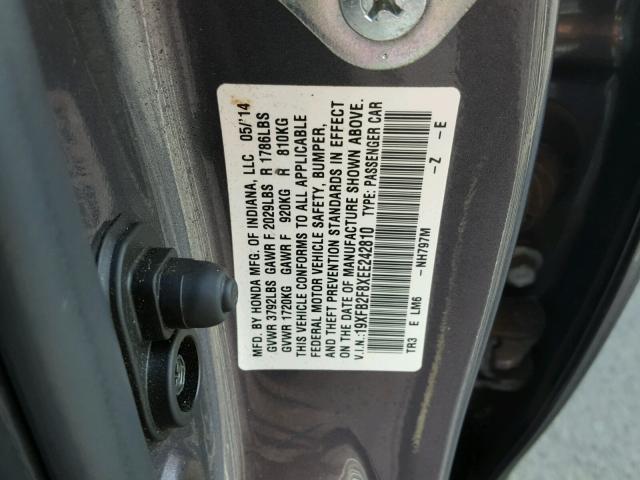 MFD. BY HONDA MFG. OF INDIANA, LLC 05/'14
GVWR 3792LBS GAWR F 2029LBS R 1786LBS
GVWR 1720KG GAWR F 920KG R 810KG
THIS VEHICLE CONFORMS TO ALL APPLICABLE
FEDERAL MOTOR VEHICLE SAFETY, BUMPER,
AND THEFT PREVENTION STANDARDS IN EFFECT
ON THE DATE OF MANUFACTURE SHOWN ABOVE.
V.I.N.:19XFB2F8XEE242810 TYPE: PASSENGER CAR
-NH797M -Z -E
TR3 E LM6